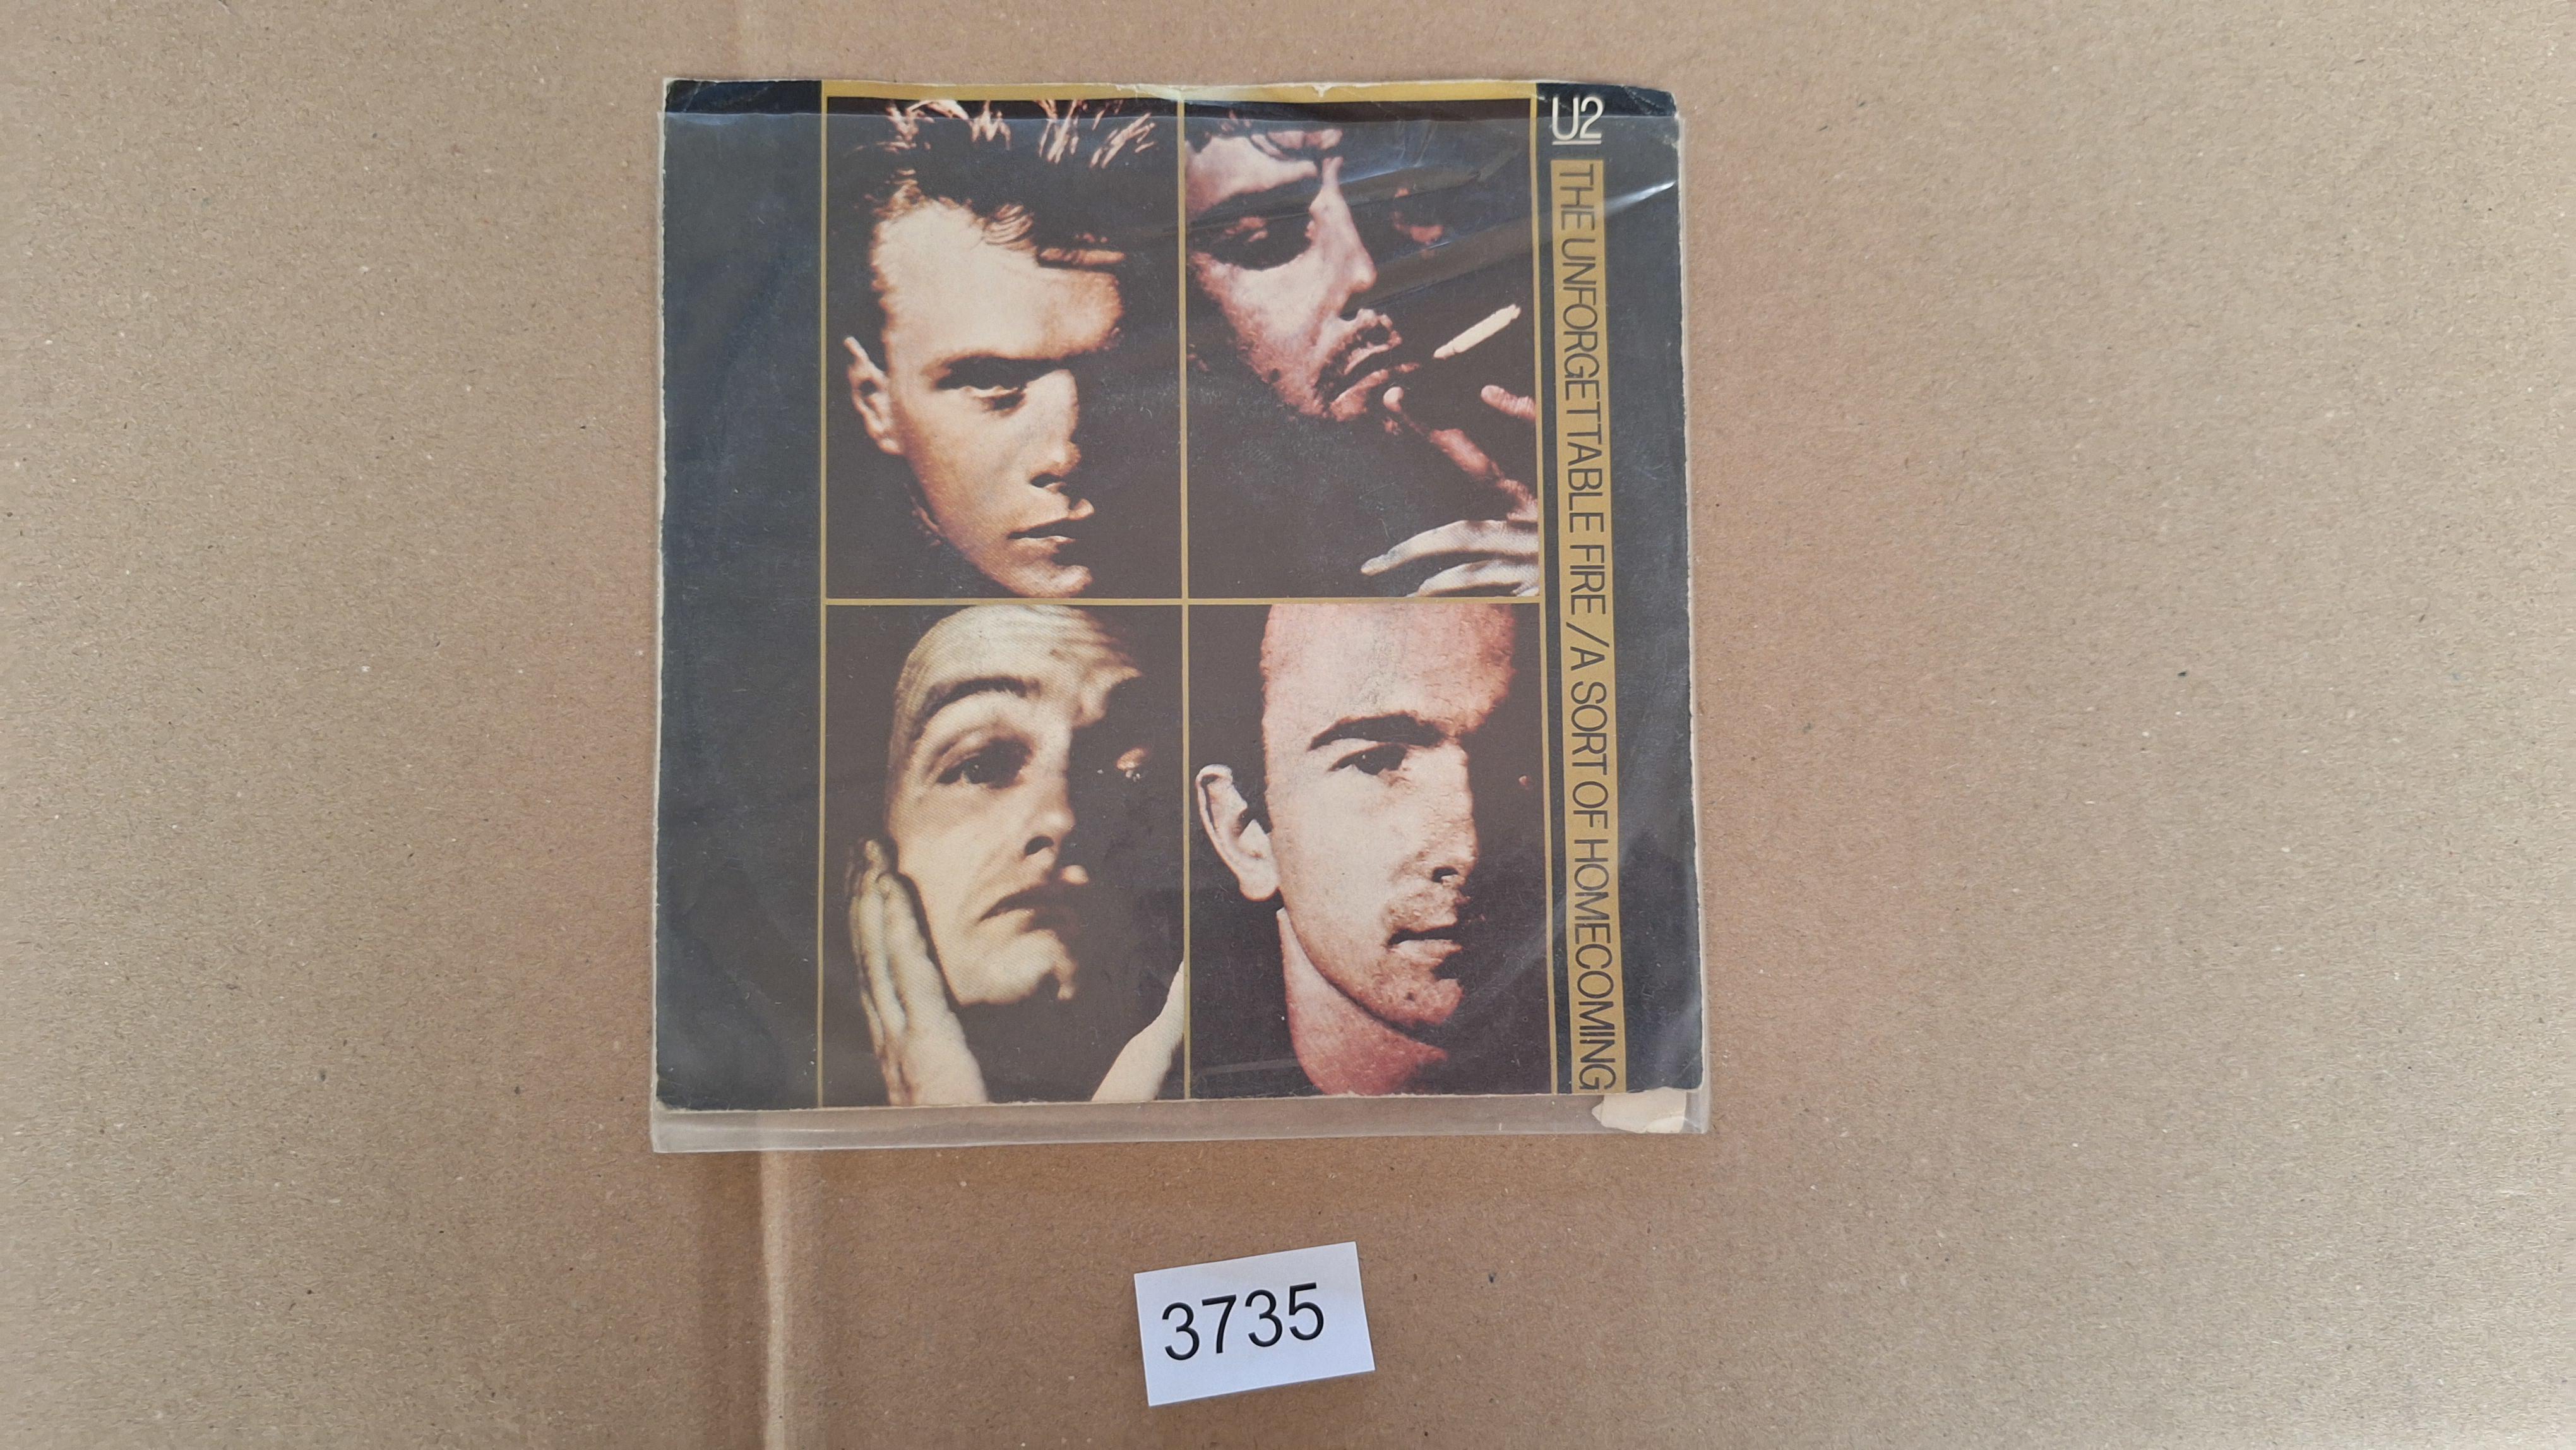 U2
THE UNFORGETTABLE FIRE / A SORT OF HOMECOMING
3735